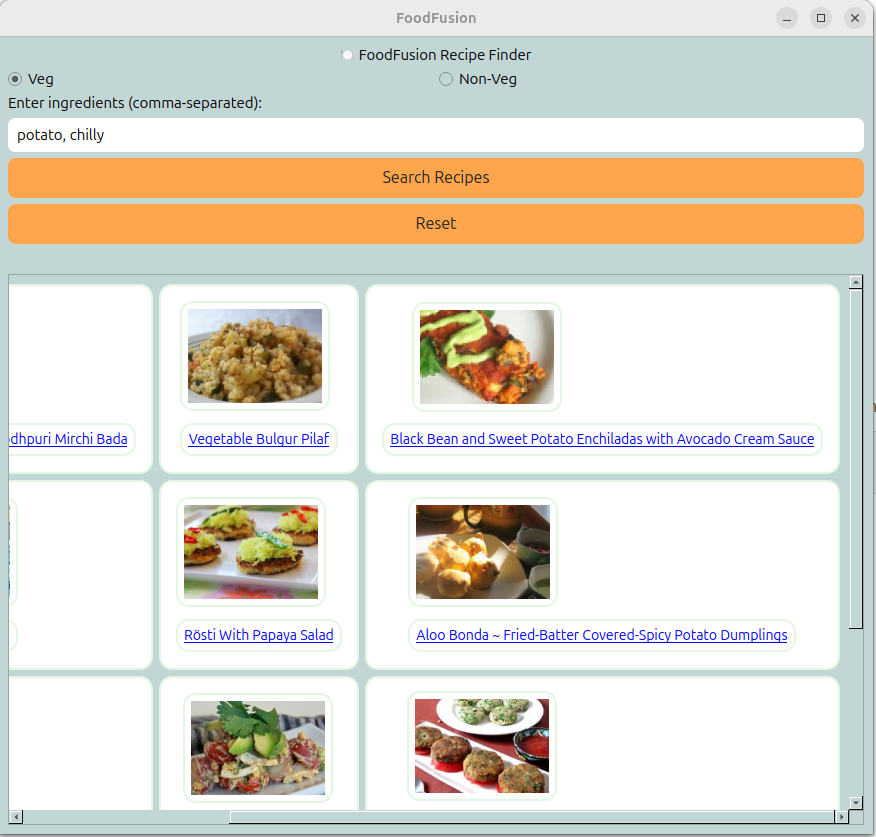 FoodFusion
FoodFusion Recipe Finder
Veg
Non-Veg
Enter ingredients (comma-separated):
potato, chilly
Search Recipes
Reset
dhpuri Mirchi Bada
Vegetable Bulgur Pilaf
Black Bean and Sweet Potato Enchiladas with Avocado Cream Sauce
Rösti With Papaya Salad
Aloo Bonda ~ Fried-Batter Covered-Spicy Potato Dumplings